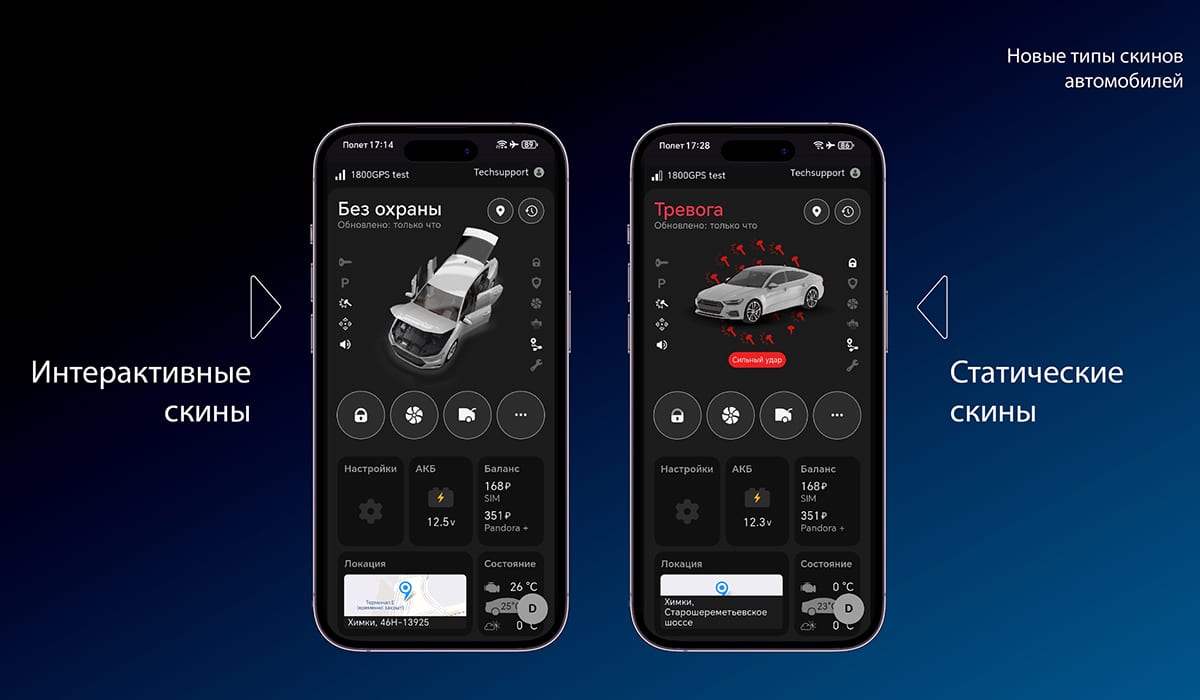 Новые типы скинов
автомобилей
Интерактивные
скины
Полет 17:14
89
1800GPS test
Techsupport
Без охраны
Обновлено: только что
P
Настройки
АКБ
12.5v
Баланс
168₽
SIM
351₽
Pandora +
Локация
Терминал E
(временно закрыт)
Химки, 46Н-13925
Состояние
26 °C
25°
D
0 °C
Полет 17:28
86
1800GPS test
Techsupport
Тревога
Обновлено: только что
P
Сильный удар
Настройки
АКБ
12.3v
Баланс
168₽
SIM
351₽
Pandora +
Локация
Химки,
Старошереметьевское
шоссе
Состояние
0 °C
23°
D
0 °C
Статические
скины